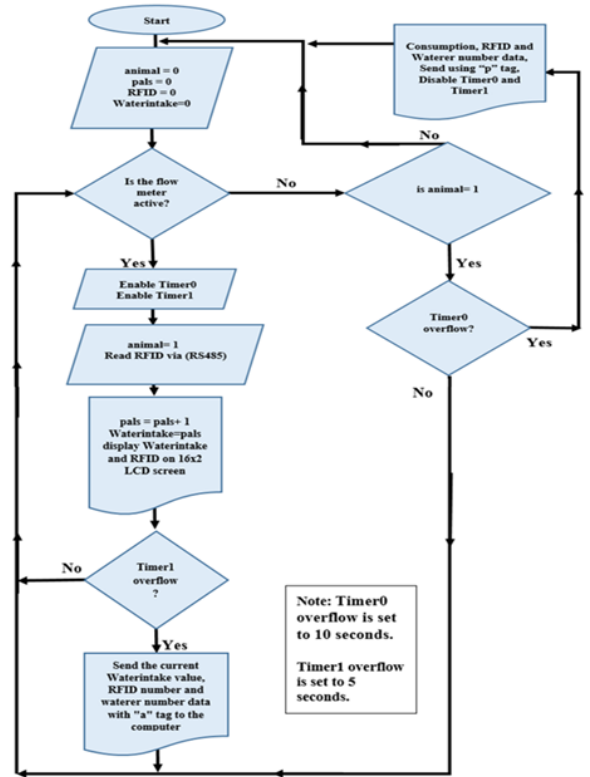 Start
animal = 0
pals = 0
RFID = 0
Waterintake=0
Consumption, RFID and
Waterer number data,
Send using “p” tag,
Disable Timer0 and
Timer1
No
Is the flow
meter
active?
No
is animal= 1
Yes
Yes
Enable Timer0
Enable Timer1
Timer0
overflow?
Yes
animal= 1
Read RFID via (RS485)
No
pals = pals+ 1
Waterintake=pals
display Waterintake
and RFID on 16x2
LCD screen
No
Timer1
overflow
?
Yes
Note: Timer0
overflow is set
to 10 seconds.
Timer1 overflow
is set to 5
seconds.
Send the current
Waterintake value,
RFID number and
waterer number data
with "a" tag to the
computer